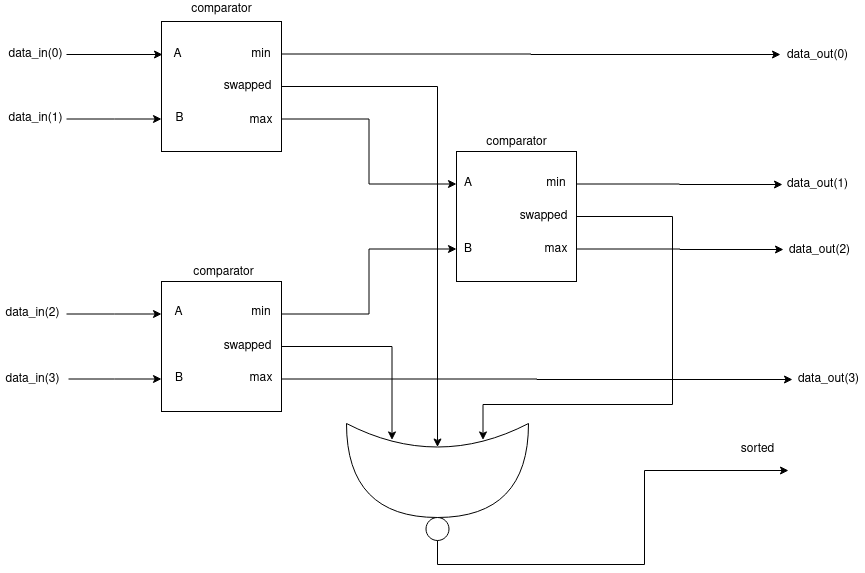 comparator
data_in(0)
A
min
data_out(0)
swapped
data_in(1)
B
max
comparator
A
min
data_out(1)
swapped
B
max
data_out(2)
comparator
data_in(2)
A
min
swapped
data_in(3)
B
max
data_out(3)
sorted